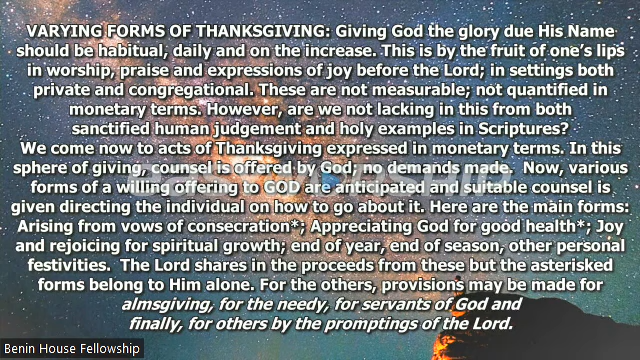 VARYING FORMS OF THANKSGIVING: Giving God the glory due His Name
should be habitual, daily and on the increase. This is by the fruit of one's lips
in worship, praise and expressions of joy before the Lord; in settings both
private and congregational. These are not measurable; not quantified in
monetary terms. However, are we not lacking in this from both
sanctified human judgement and holy examples in Scriptures?
We come now to acts of Thanksgiving expressed in monetary terms. In this
sphere of giving, counsel is offered by God; no demands made. Now, various
forms of a willing offering to GOD are anticipated and suitable counsel is
given directing the individual on how to go about it. Here are the main forms:
Arising from vows of consecration*; Appreciating God for good health*; Joy
and rejoicing for spiritual growth; end of year, end of season, other personal
festivities. The Lord shares in the proceeds from these but the asterisked
forms belong to Him alone. For the others, provisions may be made for
almsgiving, for the needy, for servants of God and
finally, for others by the promptings of the Lord.
Benin House Fellowship